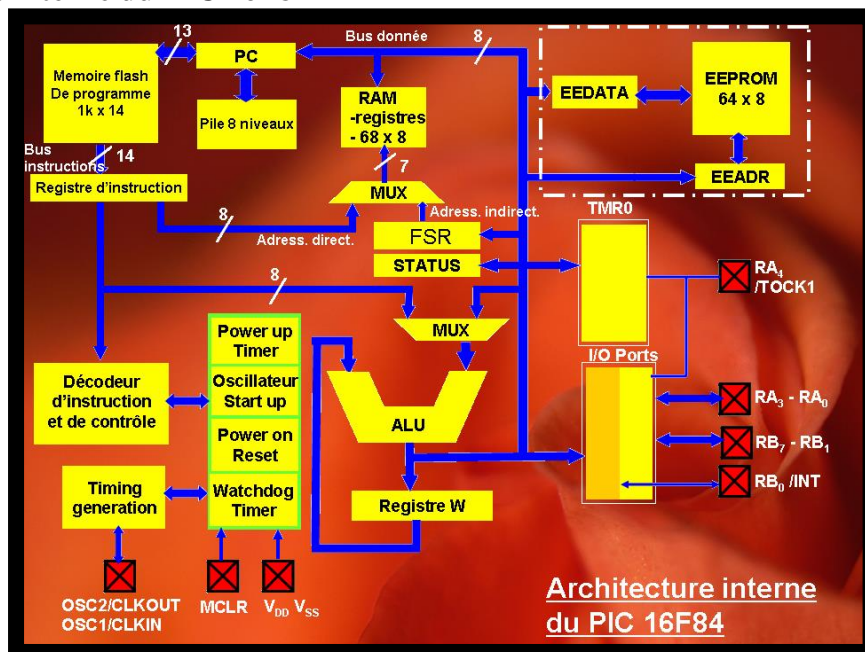 13
Bus donnée
8
Memoire flash
De programme
1k x 14
PC
Pile 8 niveaux
RAM
-registres
- 68 x 8
EEDATA
EEPROM
64 x 8
EEADR
Bus
instructions
14
7
Registre d'instruction
MUX
8
Adress. direct.
Adress. indirect.
FSR
STATUS
TMR0
RA4
/TOCK1
8
MUX
Power up
Timer
Oscillateur
Start up
Power on
Reset
Watchdog
Timer
Décodeur
d'instruction
et de contrôle
ALU
I/O Ports
RA3 - RA0
RB7 - RB1
RB0 /INT
Timing
generation
Registre W
OSC2/CLKOUT
OSC1/CLKIN
MCLR
VDD VSS
Architecture interne
du PIC 16F84